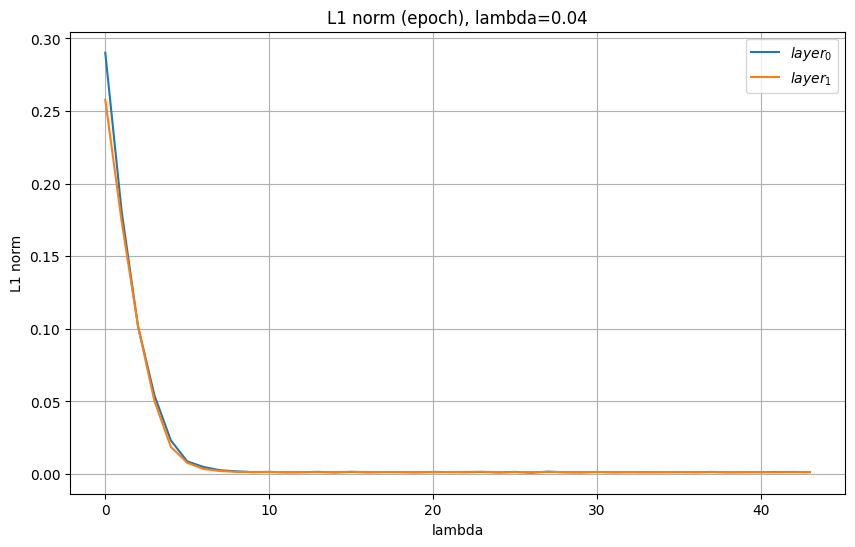 L1 norm (epoch), lambda=0.04
layer₀
layer₁
0.30
0.25
0.20
0.15
0.10
0.05
0.00
L1 norm
0 10 20 30 40
lambda